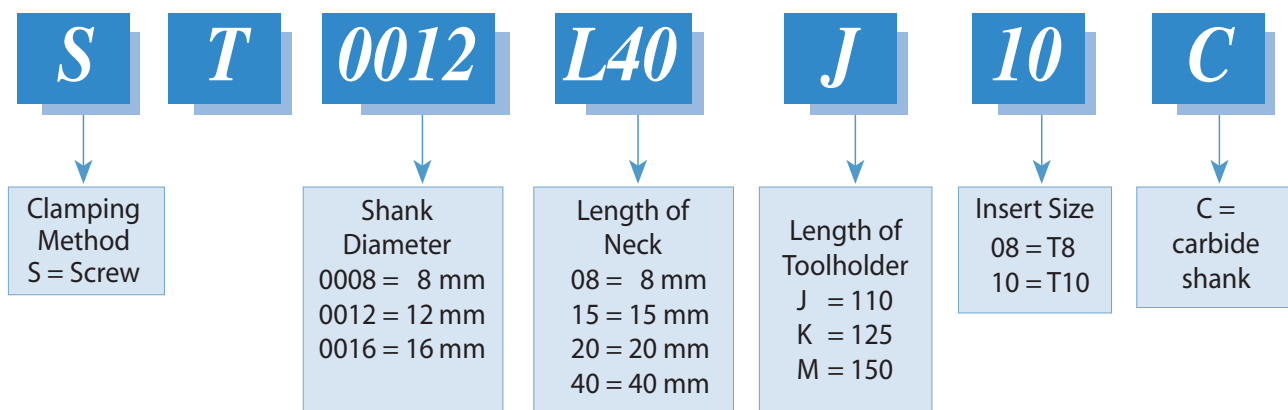 S T 0012 L40 J 10 C
Clamping
Method
S = Screw
Shank
Diameter
0008 = 8 mm
0012 = 12 mm
0016 = 16 mm
Length of
Neck
08 = 8 mm
15 = 15 mm
20 = 20 mm
40 = 40 mm
Length of
Toolholder
J = 110
K = 125
M = 150
Insert Size
08 = T8
10 = T10
C =
carbide
shank